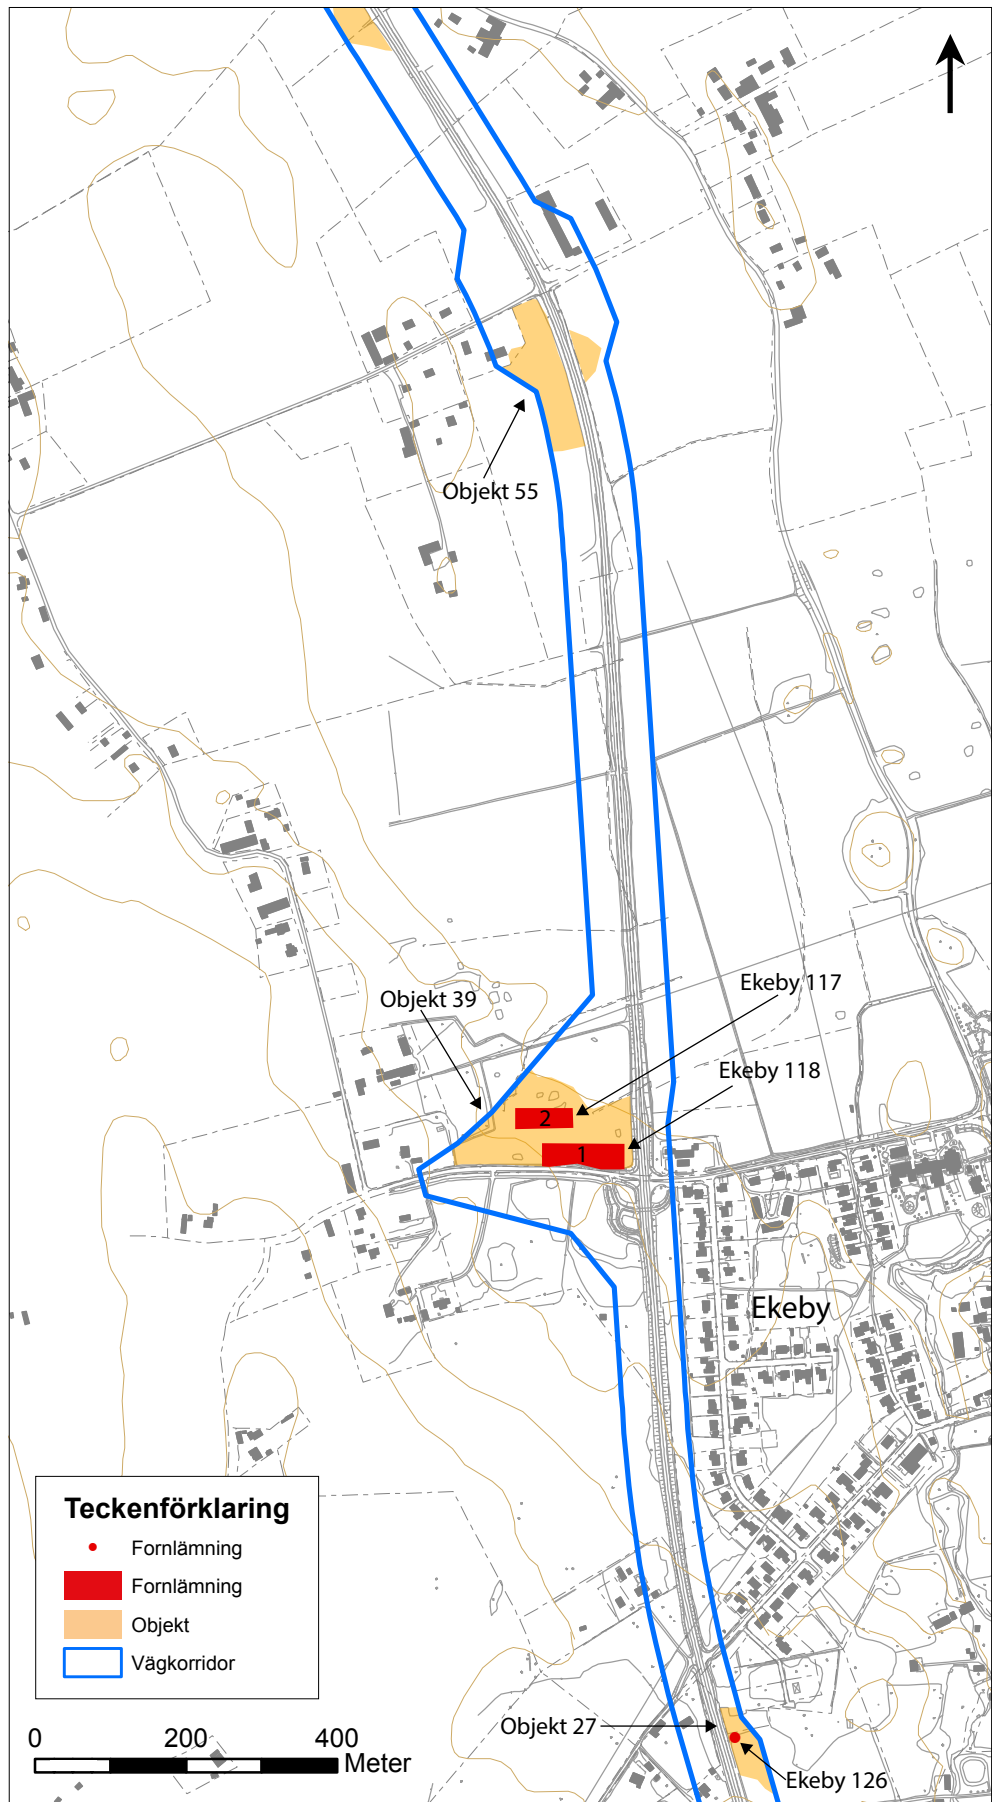 Objekt 55
Ekeby 117
Objekt 39
Ekeby 118
2
1
Ekeby
Teckenförklaring
Fornlämning
Fornlämning
Objekt
Vägkorridor
Objekt 27
0 200 400
Meter
Ekeby 126